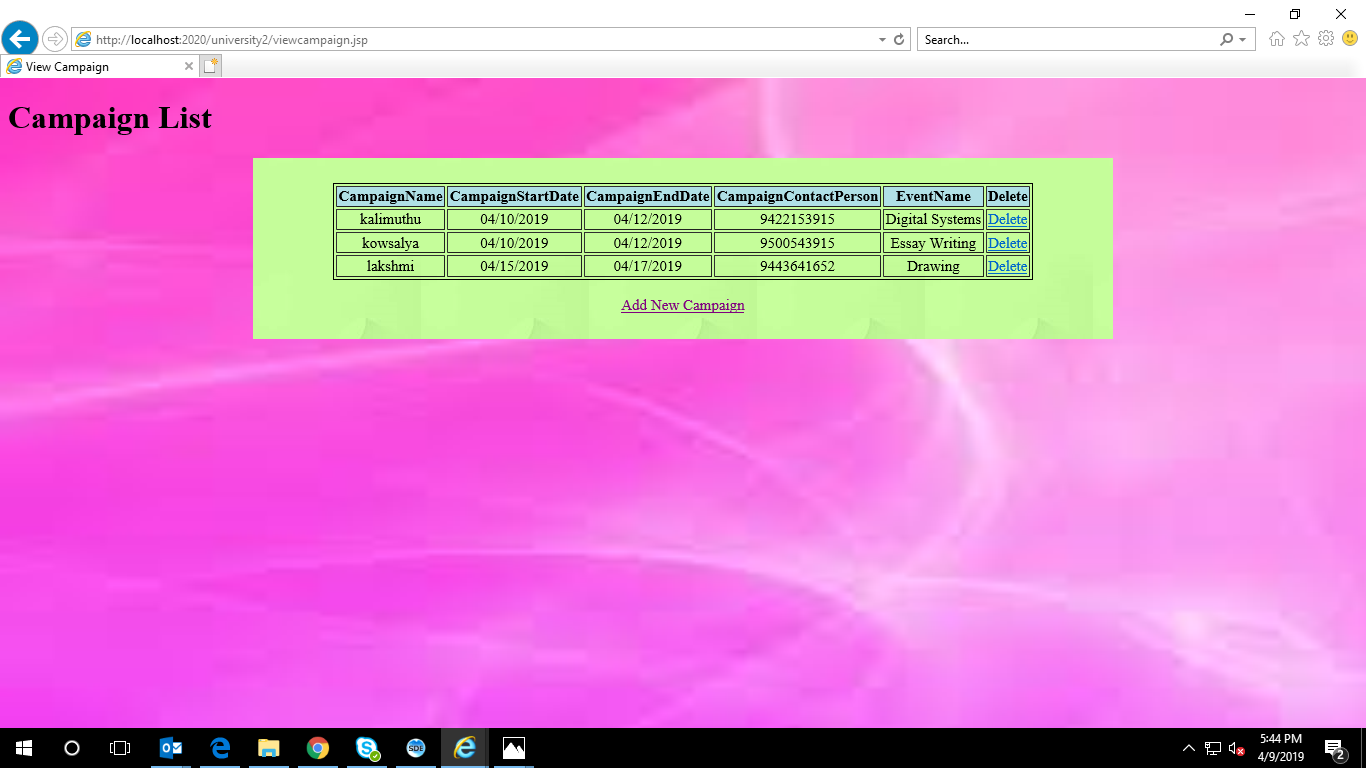 http://localhost:2020/university2/viewcampaign.jsp
Search...
View Campaign
Campaign List
CampaignName CampaignStartDate CampaignEndDate CampaignContactPerson EventName Delete
kalimuthu 04/10/2019 04/12/2019 9422153915 Digital Systems Delete
kowsalya 04/10/2019 04/12/2019 9500543915 Essay Writing Delete
lakshmi 04/15/2019 04/17/2019 9443641652 Drawing Delete
Add New Campaign
SDE
5:44 PM
4/9/2019
2